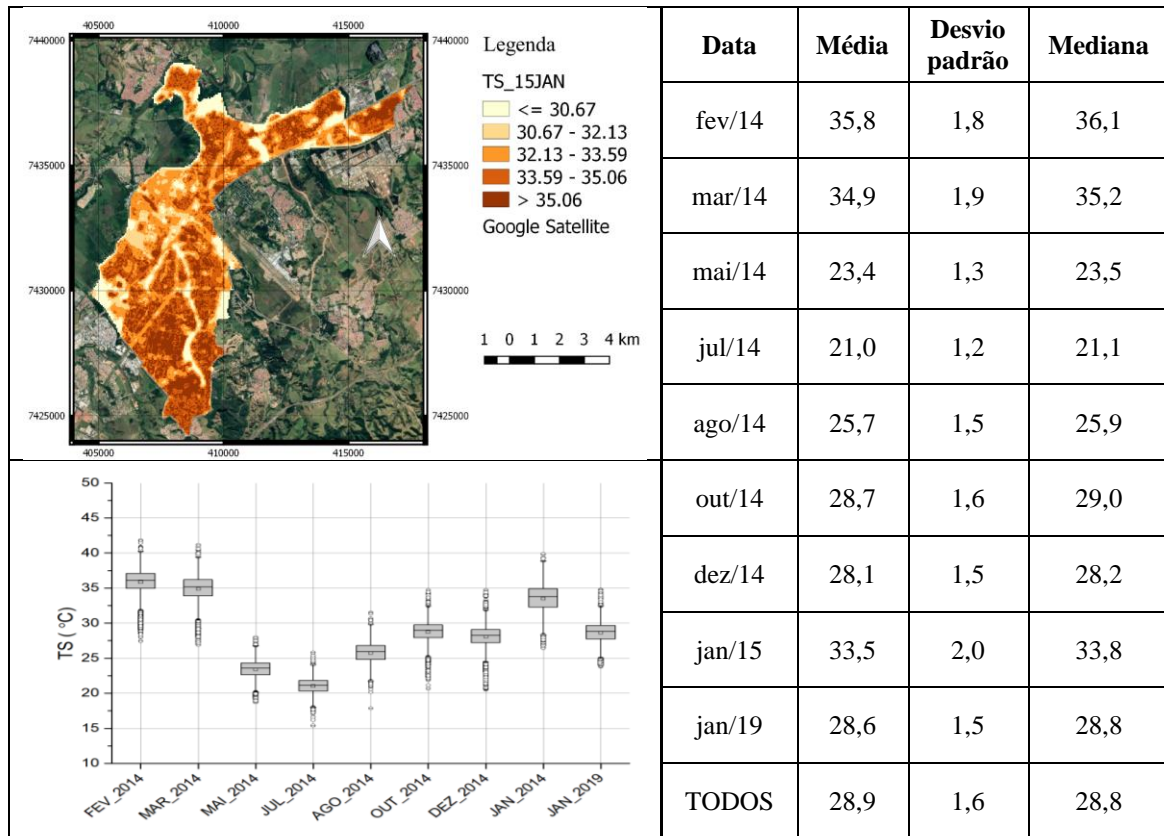 405000 410000 415000
7440000 7440000
7435000 7435000
7430000 7430000
7425000 7425000
405000 410000 415000
Legenda
TS_15JAN
<= 30.67
30.67 - 32.13
32.13 - 33.59
33.59 - 35.06
> 35.06
Google Satellite
1 0 1 2 3 4 km
Data Média Desvio padrão Mediana
fev/14 35,8 1,8 36,1
mar/14 34,9 1,9 35,2
mai/14 23,4 1,3 23,5
jul/14 21,0 1,2 21,1
ago/14 25,7 1,5 25,9
out/14 28,7 1,6 29,0
dez/14 28,1 1,5 28,2
jan/15 33,5 2,0 33,8
jan/19 28,6 1,5 28,8
TODOS 28,9 1,6 28,8
TS ( °C)
50
45
40
35
30
25
20
15
10
FEV_2014 MAR_2014 MAI_2014 JUL_2014 AGO_2014 OUT_2014 DEZ_2014 JAN_2014 JAN_2019